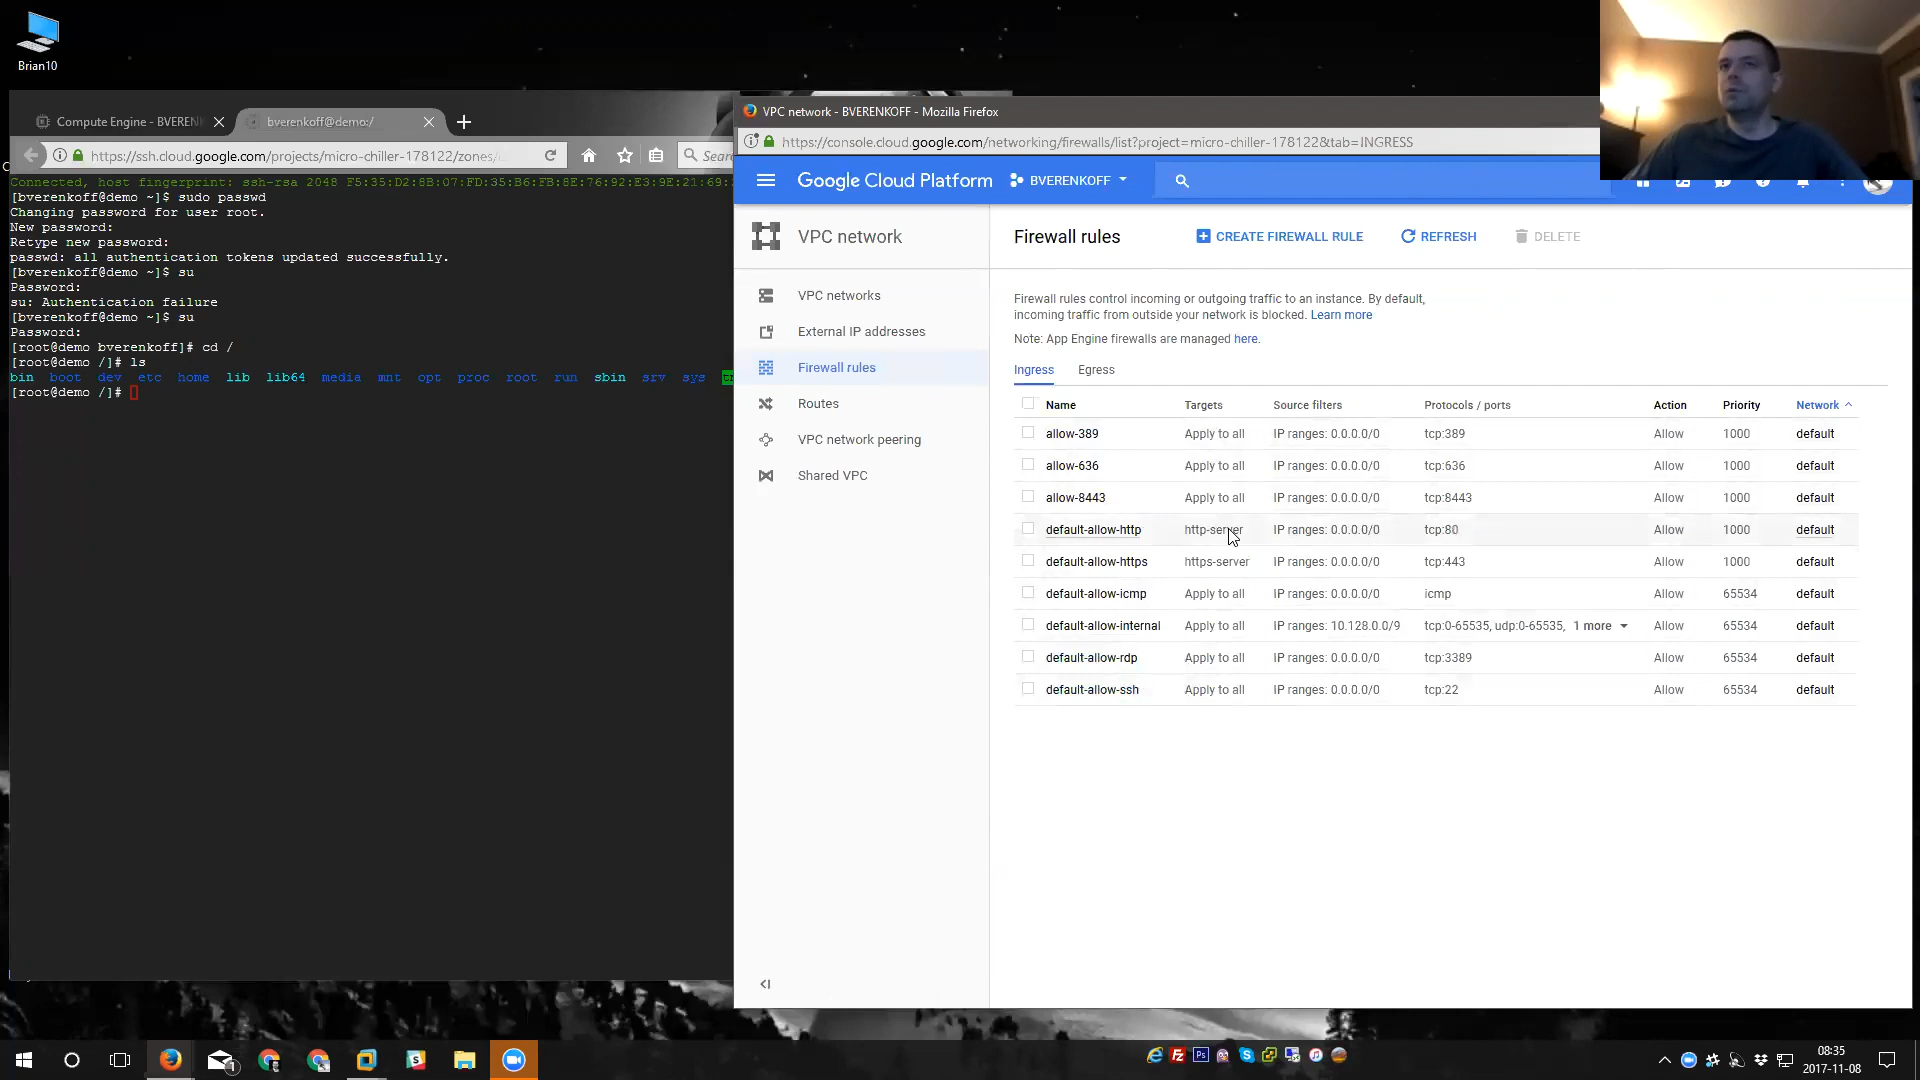 Brian10
Compute Engine - BVEREN
bverenkoff@demo:/
https://ssh.cloud.google.com/projects/micro-chiller-178122/zones/
Sear
Connected, host fingerprint: ssh-rsa 2048 F5:35:D2:8B:07:FD:35:B6:FB:8E:76:92:E3:9E:21:69:
[bverenkoff@demo ~]$ sudo passwd
Changing password for user root.
New password:
Retype new password:
passwd: all authentication tokens updated successfully.
[bverenkoff@demo ~]$ su
Password:
su: Authentication failure
[bverenkoff@demo ~]$ su
Password:
[root@demo bverenkoff]# cd /
[root@demo /]# ls
bin boot dev etc home lib lib64 media mnt opt proc root run sbin srv sys
[root@demo /]#
VPC network - BVERENKOFF - Mozilla Firefox
https://console.cloud.google.com/networking/firewalls/list?project=micro-chiller-178122&tab=INGRESS
Google Cloud Platform
BVERENKOFF
VPC network
VPC networks
External IP addresses
Firewall rules
Routes
VPC network peering
Shared VPC
Firewall rules
CREATE FIREWALL RULE
REFRESH
DELETE
Firewall rules control incoming or outgoing traffic to an instance. By default,
incoming traffic from outside your network is blocked. Learn more
Note: App Engine firewalls are managed here.
Ingress Egress
Name Targets Source filters Protocols / ports Action Priority Network
allow-389 Apply to all IP ranges: 0.0.0.0/0 tcp:389 Allow 1000 default
allow-636 Apply to all IP ranges: 0.0.0.0/0 tcp:636 Allow 1000 default
allow-8443 Apply to all IP ranges: 0.0.0.0/0 tcp:8443 Allow 1000 default
default-allow-http http-server IP ranges: 0.0.0.0/0 tcp:80 Allow 1000 default
default-allow-https https-server IP ranges: 0.0.0.0/0 tcp:443 Allow 1000 default
default-allow-icmp Apply to all IP ranges: 0.0.0.0/0 icmp Allow 65534 default
default-allow-internal Apply to all IP ranges: 10.128.0.0/9 tcp:0-65535, udp:0-65535, 1 more Allow 65534 default
default-allow-rdp Apply to all IP ranges: 0.0.0.0/0 tcp:3389 Allow 65534 default
default-allow-ssh Apply to all IP ranges: 0.0.0.0/0 tcp:22 Allow 65534 default
08:35
2017-11-08